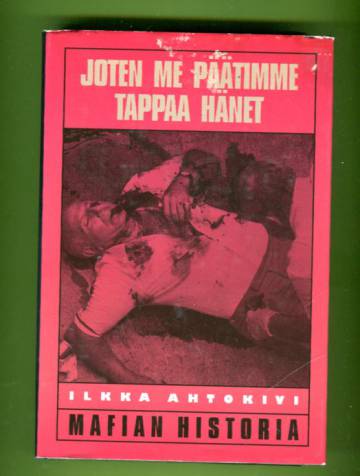 JOTEN ME PÄÄTIMME
TAPPAA HÄNET
ILKKA AHTOKIVI
MAFIAN HISTORIA